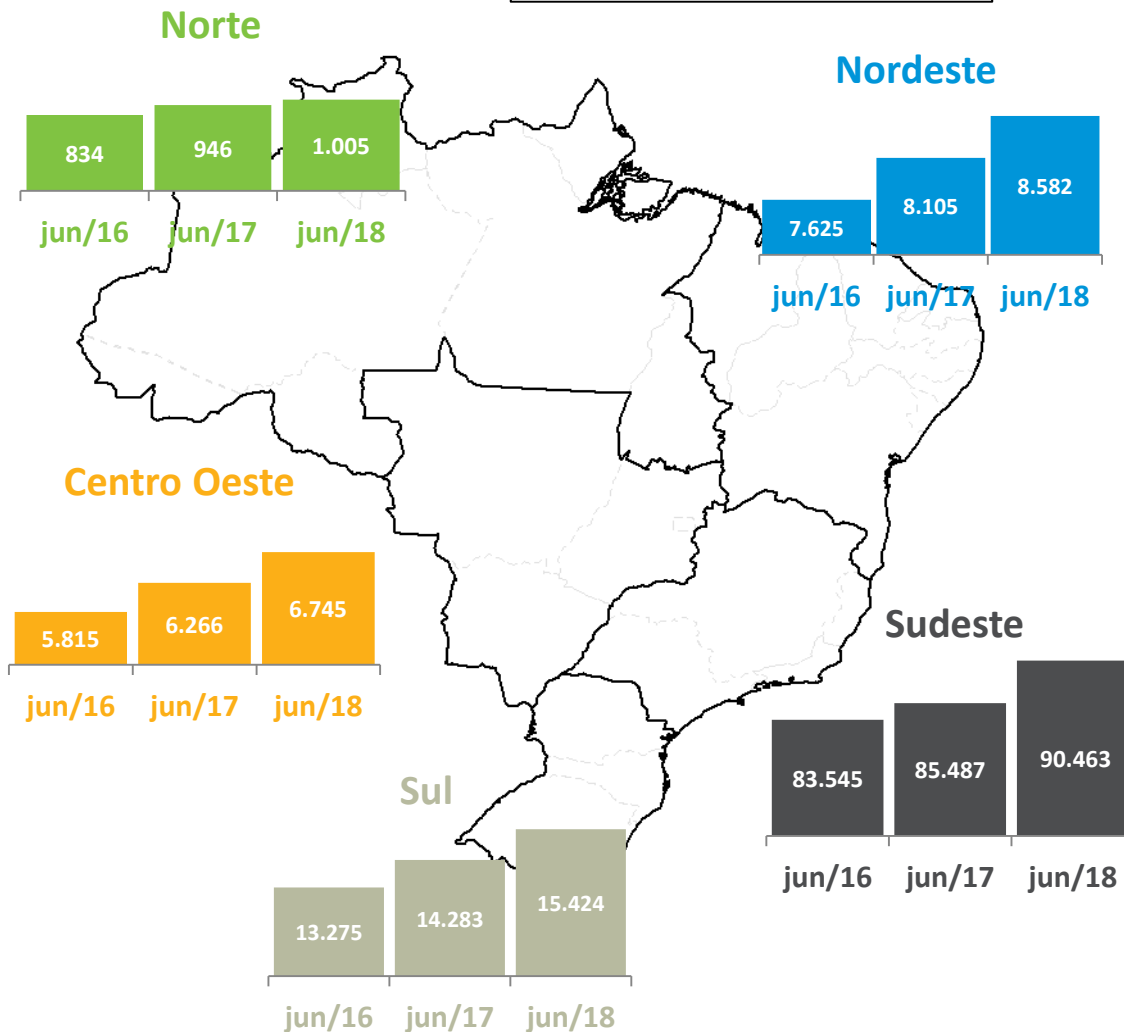 Norte
834
946
1.005
jun/16
jun/17
jun/18
Nordeste
7.625
8.105
8.582
jun/16
jun/17
jun/18
Centro Oeste
5.815
6.266
6.745
jun/16
jun/17
jun/18
Sudeste
83.545
85.487
90.463
jun/16
jun/17
jun/18
Sul
13.275
14.283
15.424
jun/16
jun/17
jun/18